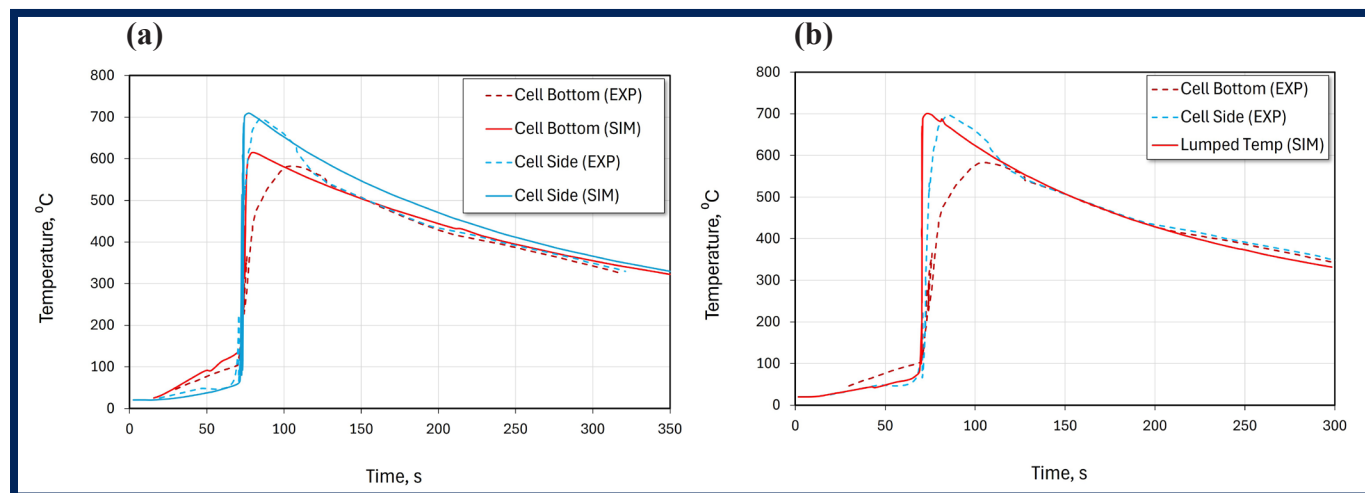 (a)
800
700
600
500
400
300
200
100
0
Temperature, ⁰C
0 50 100 150 200 250 300 350
Time, s
Cell Bottom (EXP)
Cell Bottom (SIM)
Cell Side (EXP)
Cell Side (SIM)
(b)
800
700
600
500
400
300
200
100
0
Temperature, ⁰C
0 50 100 150 200 250 300
Time, s
Cell Bottom (EXP)
Cell Side (EXP)
Lumped Temp (SIM)